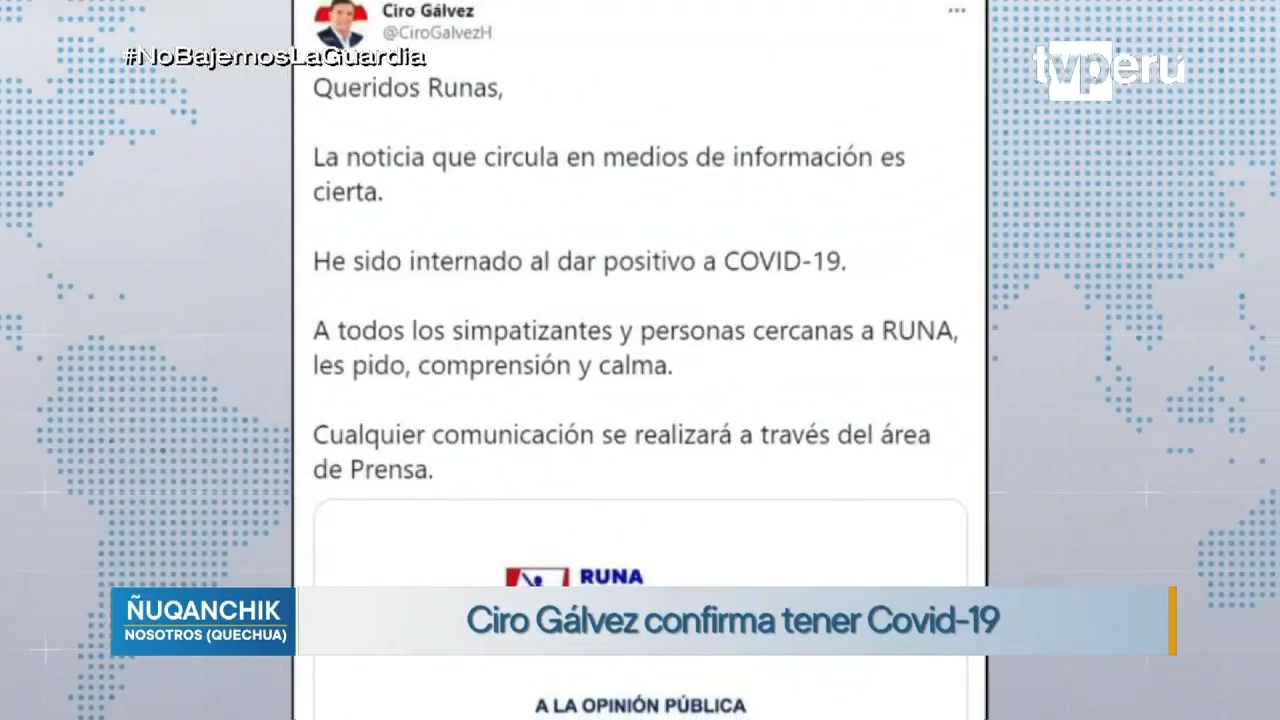 Ciro Gálvez
@CiroGalvezH
#NoBajemosLaGuardia
tvperu
Queridos Runas,
La noticia que circula en medios de información es
cierta.
He sido internado al dar positivo a COVID-19.
A todos los simpatizantes y personas cercanas a RUNA,
les pido, comprensión y calma.
Cualquier comunicación se realizará a través del área
de Prensa.
RUNA
ÑUQANCHIK
NOSOTROS (QUECHUA)
Ciro Gálvez confirma tener Covid-19
A LA OPINIÓN PÚBLICA